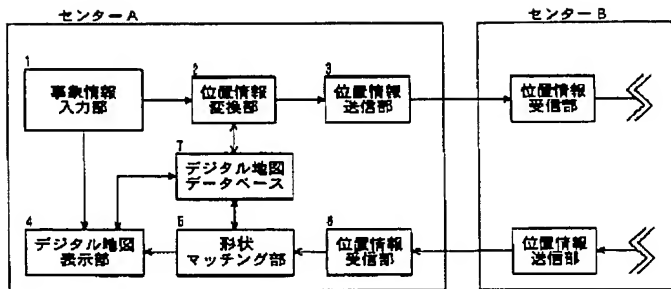 センターA
センターB
1
事象情報
入力部
2
位置情報
変換部
3
位置情報
送信部
位置情報
受信部
7
デジタル地図
データベース
4
デジタル地図
表示部
5
形状
マッチング部
6
位置情報
受信部
位置情報
送信部